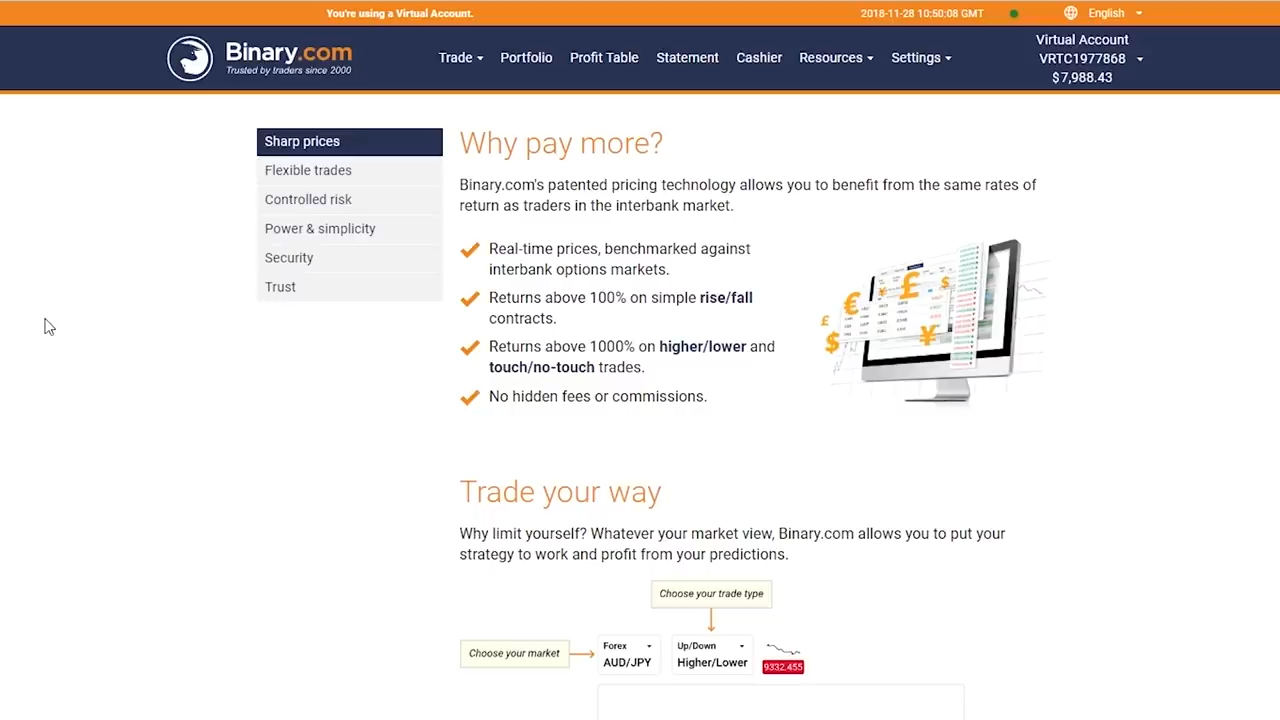 You're using a Virtual Account.
2018-11-28 10:50:08 GMT
English
Binary.com
Trusted by traders since 2000
Trade
Portfolio
Profit Table
Statement
Cashier
Resources
Settings
Virtual Account
VRTC1977868
$7,988.43
Sharp prices
Flexible trades
Controlled risk
Power & simplicity
Security
Trust
Why pay more?
Binary.com's patented pricing technology allows you to benefit from the same rates of
return as traders in the interbank market.
Real-time prices, benchmarked against
interbank options markets.
Returns above 100% on simple rise/fall
contracts.
Returns above 1000% on higher/lower and
touch/no-touch trades.
No hidden fees or commissions.
Trade your way
Why limit yourself? Whatever your market view, Binary.com allows you to put your
strategy to work and profit from your predictions.
Choose your trade type
Choose your market
Forex
AUD/JPY
Up/Down
Higher/Lower
9332.455